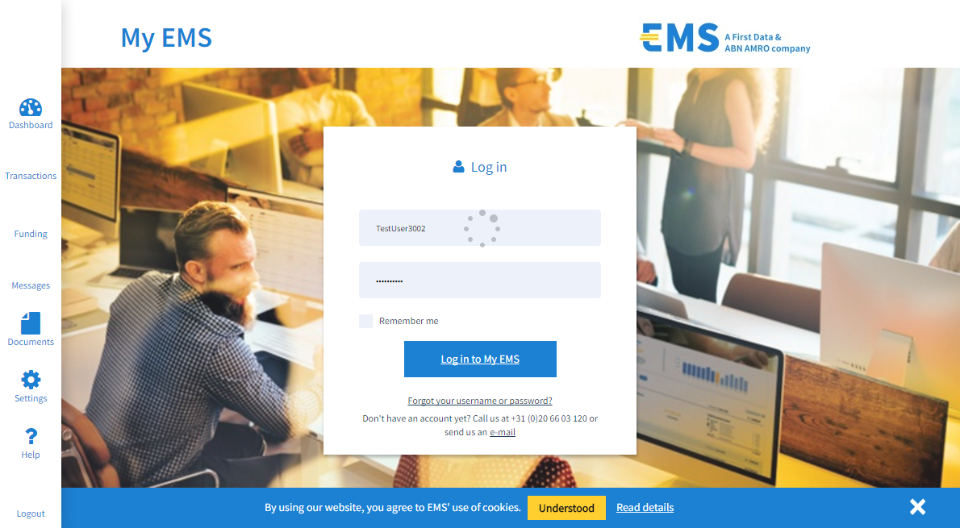 My EMS
EMS
A First Data &
ABN AMRO company
Dashboard
Transactions
Funding
Messages
Documents
Settings
?
Help
Logout
Log in
TestUser3002
Remember me
Log in to My EMS
Forgot your username or password?
Don't have an account yet? Call us at +31 (0)20 66 03 120 or
send us an e-mail
By using our website, you agree to EMS' use of cookies.
Understood
Read details